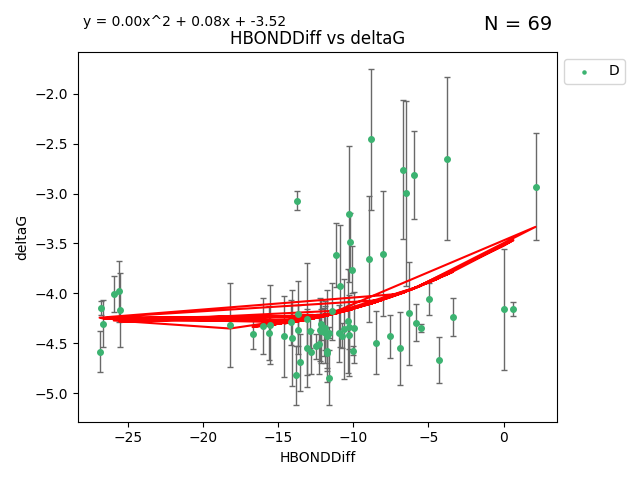 y = 0.00x^2 + 0.08x + -3.52
N = 69
HBONDDiff vs deltaG
D
deltaG
−2.0
−2.5
−3.0
−3.5
−4.0
−4.5
−5.0
−25
−20
−15
−10
−5
0
HBONDDiff